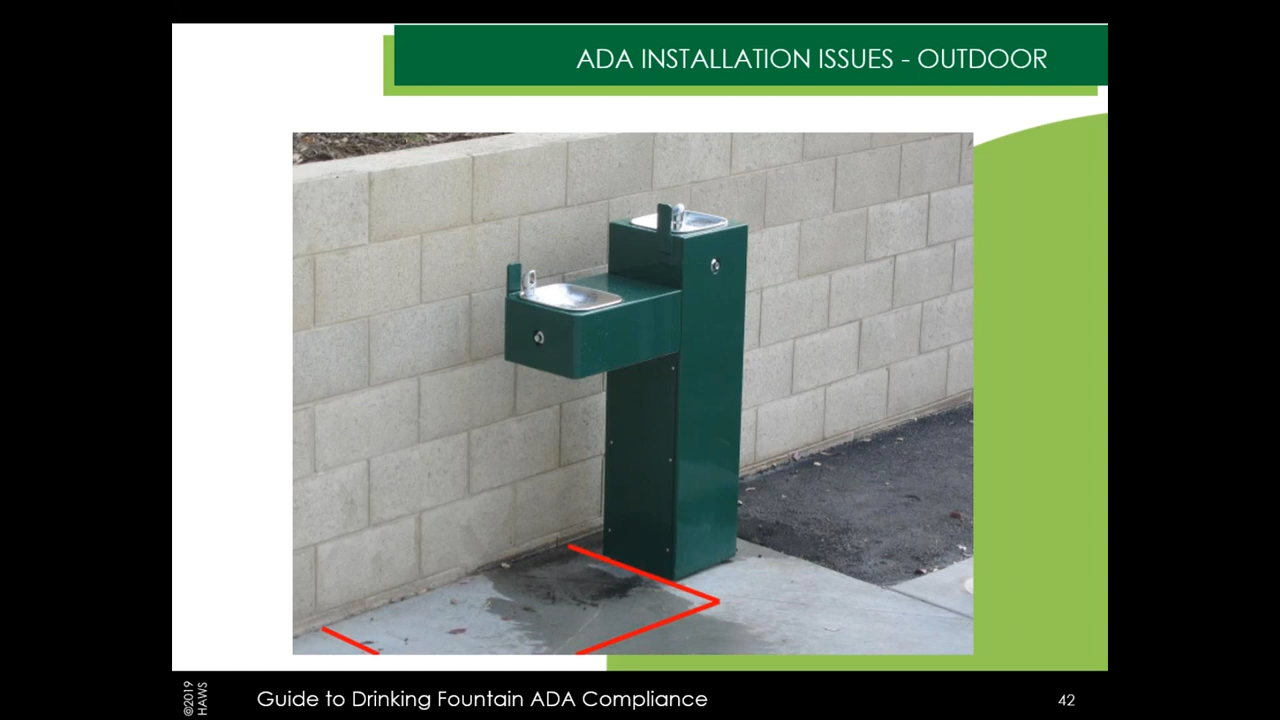 ADA INSTALLATION ISSUES - OUTDOOR
©2019
HAWS
Guide to Drinking Fountain ADA Compliance
42